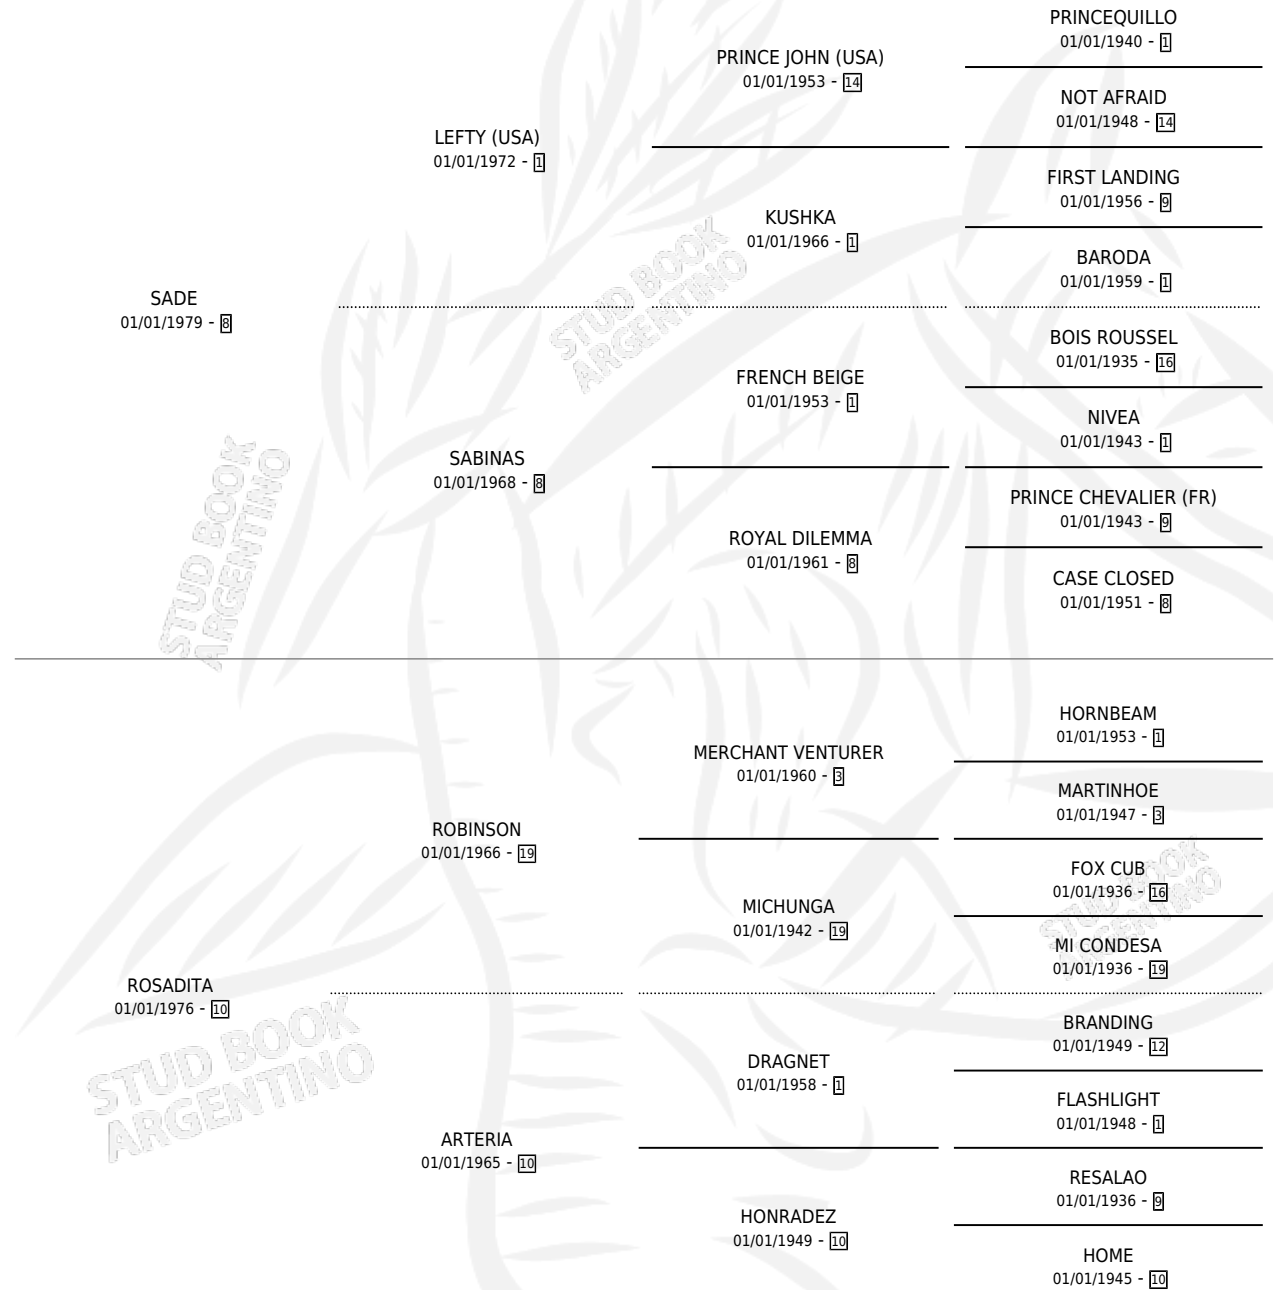 PRINCEQUILLO
01/01/1940 - 1
PRINCE JOHN (USA)
01/01/1953 - 14
NOT AFRAID
01/01/1948 - 14
LEFTY (USA)
01/01/1972 - 1
FIRST LANDING
01/01/1956 - 9
KUSHKA
01/01/1966 - 1
BARODA
01/01/1959 - 1
SADE
01/01/1979 - 8
STUD BOOK
ARGENTINO
BOIS ROUSSEL
01/01/1935 - 16
FRENCH BEIGE
01/01/1953 - 1
NIVEA
01/01/1943 - 1
SABINAS
01/01/1968 - 8
PRINCE CHEVALIER (FR)
01/01/1943 - 9
ROYAL DILEMMA
01/01/1961 - 8
CASE CLOSED
01/01/1951 - 8
STUD BOOK
ARGENTINO
HORNBEAM
01/01/1953 - 1
MERCHANT VENTURER
01/01/1960 - 3
MARTINHOE
01/01/1947 - 3
ROBINSON
01/01/1966 - 19
FOX CUB
01/01/1936 - 16
MICHUNGA
01/01/1942 - 19
MI CONDESA
01/01/1936 - 19
STUD BOOK
ARGENTINO
ROSADITA
01/01/1976 - 10
BRANDING
01/01/1949 - 12
DRAGNET
01/01/1958 - 1
FLASHLIGHT
01/01/1948 - 1
STUD BOOK
ARGENTINO
ARTERIA
01/01/1965 - 10
RESALAO
01/01/1936 - 9
HONRADEZ
01/01/1949 - 10
HOME
01/01/1945 - 10